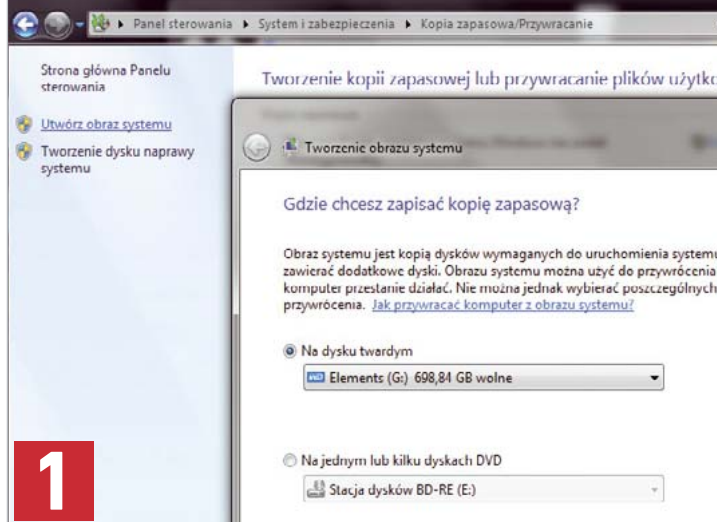 Panel sterowania ▸ System i zabezpieczenia ▸ Kopia zapasowa/Przywracanie
Strona główna Panelu
sterowania
Utwórz obraz systemu
Tworzenie dysku naprawy
systemu
Tworzenie kopii zapasowej lub przywracanie plików użytko
Tworzenie obrazu systemu
Gdzie chcesz zapisać kopię zapasową?
Obraz systemu jest kopią dysków wymaganych do uruchomienia systemu
zawierać dodatkowe dyski. Obrazu systemu można użyć do przywrócenia
komputer przestanie działać. Nie można jednak wybierać poszczególnych
przywrócenia. Jak przywracać komputer z obrazu systemu?
Na dysku twardym
WD Elements (G:) 698,84 GB wolne
Na jednym lub kilku dyskach DVD
Stacja dysków BD-RE (E:)
1